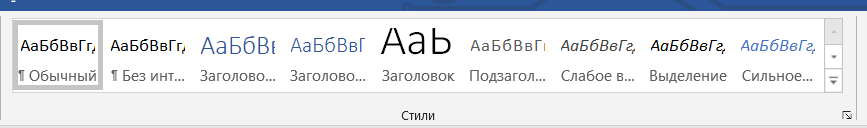 АаБбВвГг, АаБбВвГг, АаБбВв АаБбВвГ АаЬ АаБбВвГг АаБбВвГг, АаБбВвГг, АаБбВвГг,
¶ Обычный ¶ Без инт... Заголово... Заголово... Заголовок Подзагол... Слабое в... Выделение Сильное...
Стили